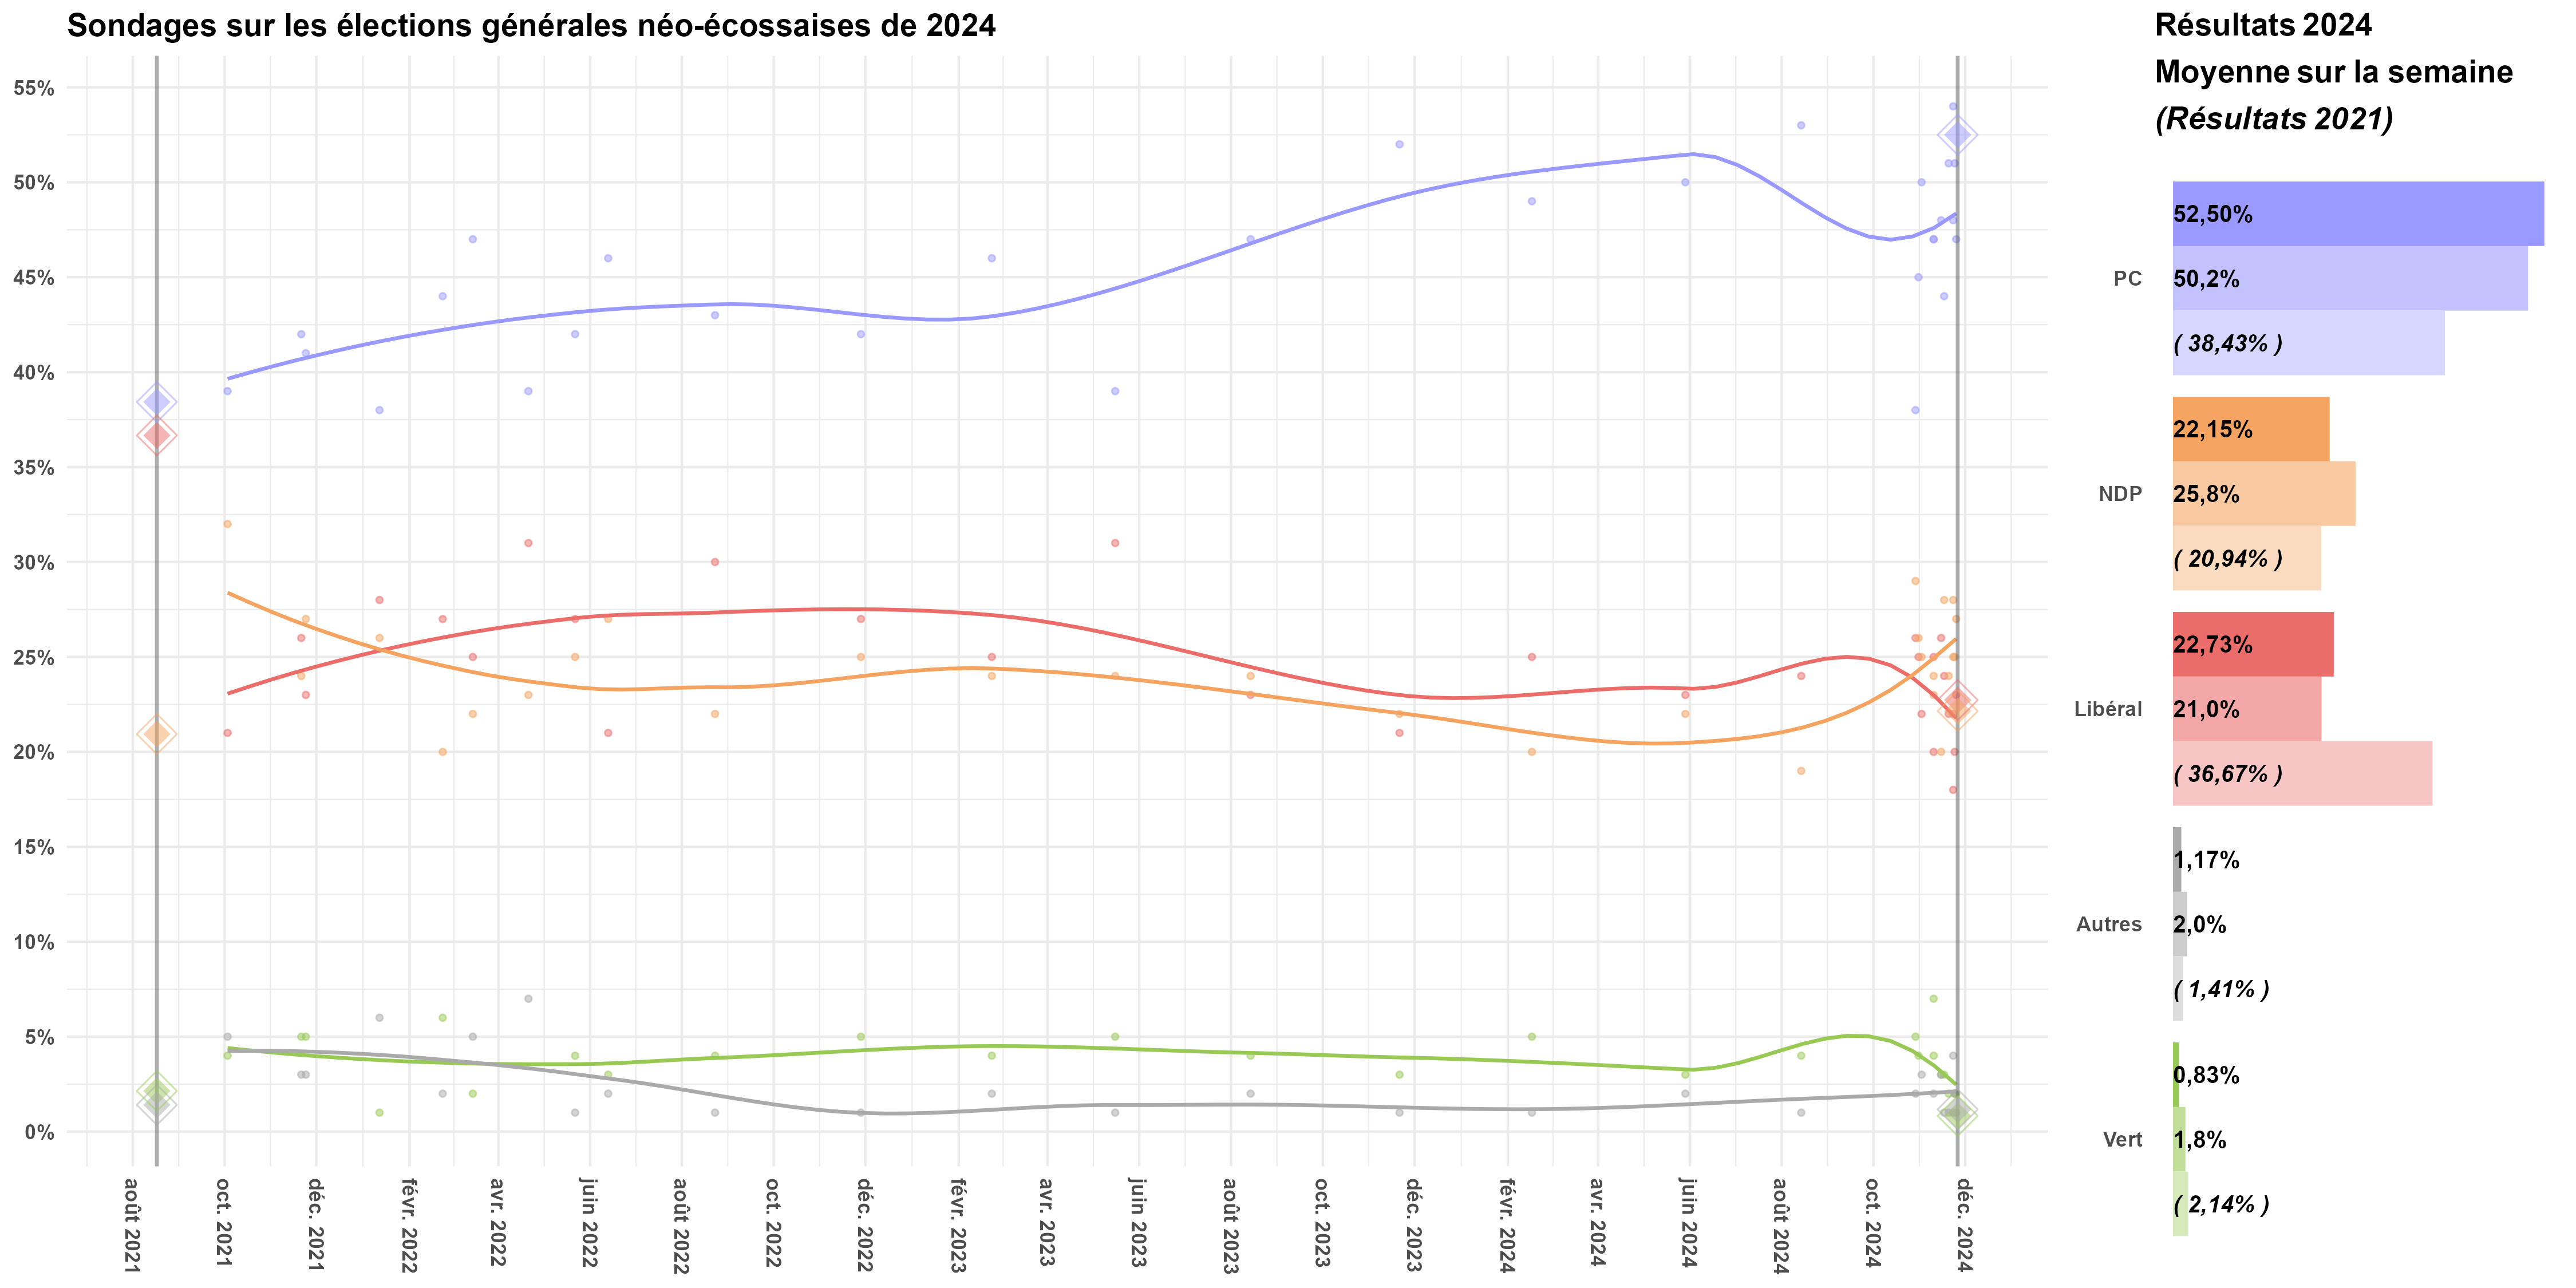 Sondages sur les élections générales néo-écossaises de 2024
55%
50%
45%
40%
35%
30%
25%
20%
15%
10%
5%
0%
août 2021
oct. 2021
déc. 2021
févr. 2022
avr. 2022
juin 2022
août 2022
oct. 2022
déc. 2022
févr. 2023
avr. 2023
juin 2023
août 2023
oct. 2023
déc. 2023
févr. 2024
avr. 2024
juin 2024
août 2024
oct. 2024
déc. 2024
Résultats 2024
Moyenne sur la semaine
(Résultats 2021)
52,50%
PC
50,2%
( 38,43% )
22,15%
NDP
25,8%
( 20,94% )
22,73%
Libéral
21,0%
( 36,67% )
1,17%
Autres
2,0%
( 1,41% )
0,83%
Vert
1,8%
( 2,14% )